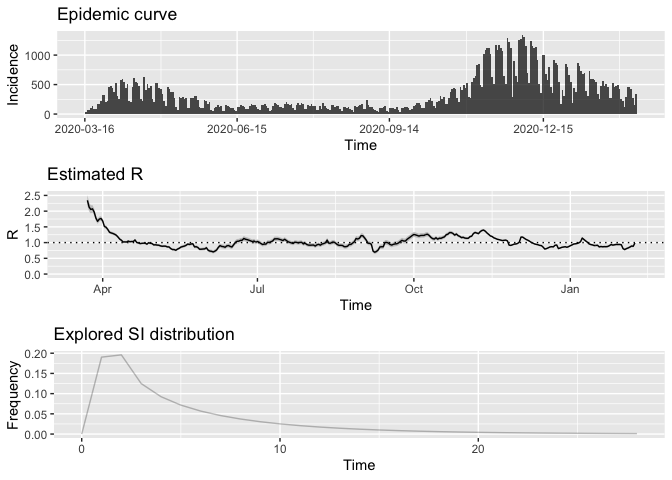 Epidemic curve
Incidence
1000
500
0
2020-03-16 2020-06-15 2020-09-14 2020-12-15
Time
Estimated R
R
2.5
2.0
1.5
1.0
0.5
0.0
Apr Jul Oct Jan
Time
Explored SI distribution
Frequency
0.20
0.15
0.10
0.05
0.00
0 10 20
Time